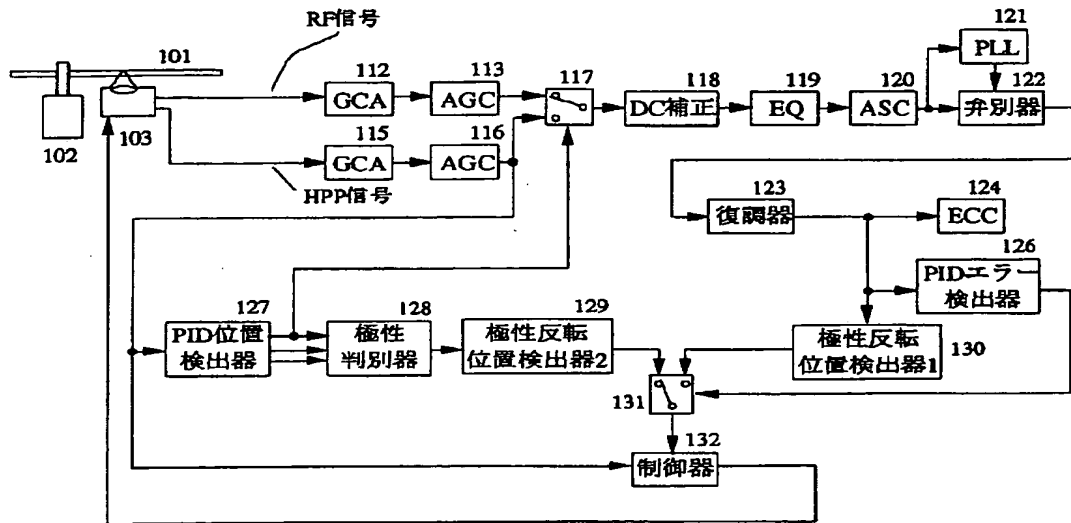 RF信号
121
PLL
101
112
113
117
118
119
120
122
GCA
AGC
DC補正
EQ
ASC
弁別器
103
102
115
116
GCA
AGC
HPP信号
123
124
復調器
ECC
126
PIDエラー
検出器
127
128
129
PID位置
検出器
極性
判別器
極性反転
位置検出器2
極性反転
位置検出器1
130
131
132
制御器